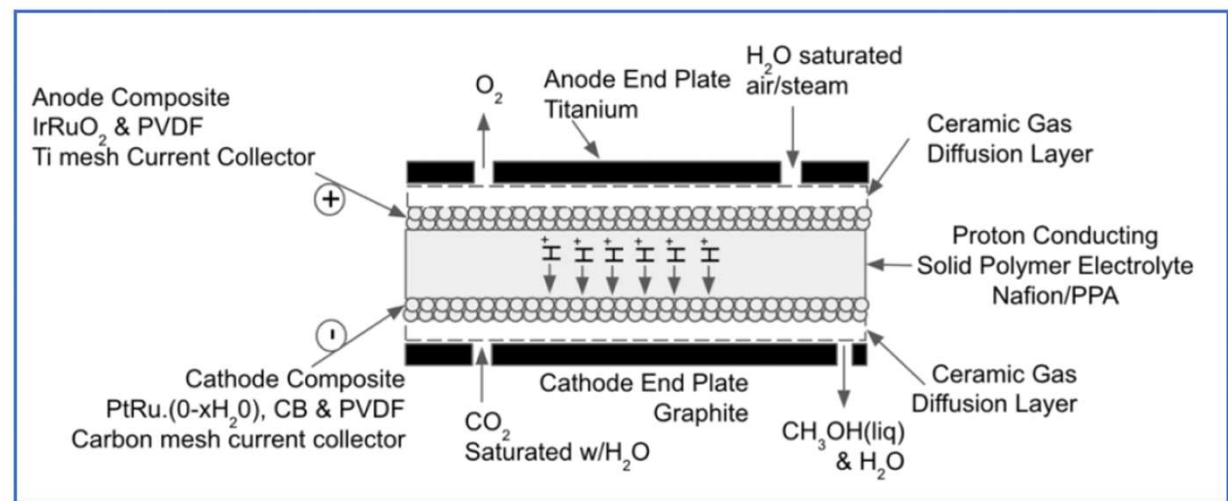 Anode Composite
IrRuO₂ & PVDF
Ti mesh Current Collector
O₂
Anode End Plate
Titanium
H₂O saturated
air/steam
Ceramic Gas
Diffusion Layer
+
H⁺ H⁺ H⁺ H⁺ H⁺ H⁺
Proton Conducting
Solid Polymer Electrolyte
Nafion/PPA
-
Cathode Composite
PtRu.(0-xH₂0), CB & PVDF
Carbon mesh current collector
CO₂
Saturated w/H₂O
Cathode End Plate
Graphite
CH₃OH(liq)
& H₂O
Ceramic Gas
Diffusion Layer